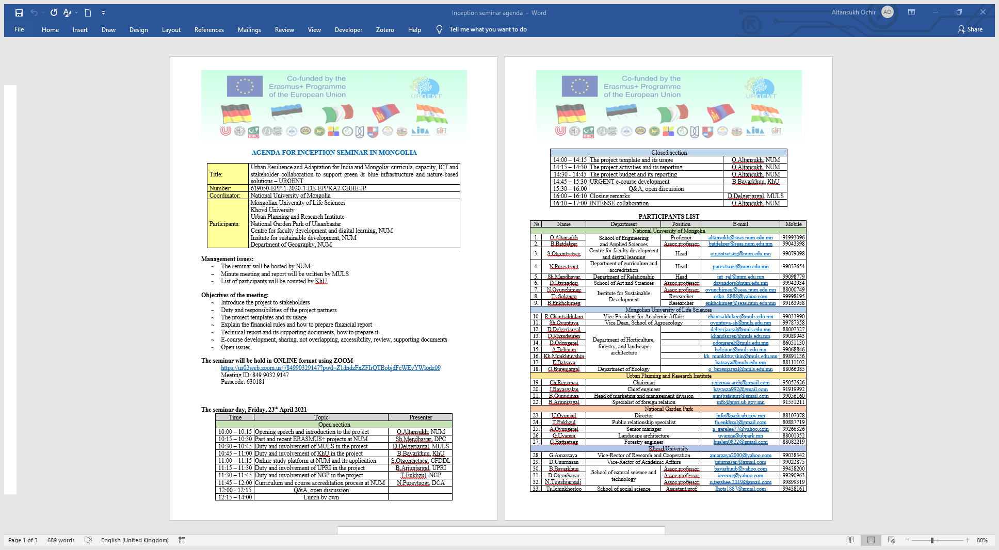 Inception seminar agenda - Word
Altansukh Ochir AO
File Home Insert Draw Design Layout References Mailings Review View Developer Zotero Help Tell me what you want to do Share
Co-funded by the
Erasmus+ Programme
of the European Union
URGENT
EMU NIUA GIFT
AGENDA FOR INCEPTION SEMINAR IN MONGOLIA
Title: Urban Resilience and Adaptation for India and Mongolia: curricula, capacity, ICT and
stakeholder collaboration to support green & blue infrastructure and nature-based
solutions – URGENT
Number: 619050-EPP-1-2020-1-DE-EPPKA2-CBHE-JP
Coordinator: National University of Mongolia
Participants: Mongolian University of Life Sciences
Khovd University
Urban Planning and Research Institute
National Garden Park of Ulaanbaatar
Centre for faculty development and digital learning, NUM
Insitute for sustainable development, NUM
Department of Geography, NUM
Management issues:
~ The seminar will be hosted by NUM.
~ Minute meeting and report will be written by MULS
~ List of participants will be counted by KhU.
Objectives of the meeting:
~ Introduce the project to stakeholders
~ Duty and responsibilities of the project partners
~ The project templates and its usage
~ Explain the financial rules and how to prepare financial report
~ Technical report and its supporting documents, how to prepare it
~ E-course development, sharing, not overlapping, accessibility, review, supporting documents
~ Open issues
The seminar will be hold in ONLINE format using ZOOM
https://us02web.zoom.us/j/84990329147?pwd=Z1dndzFxZFIrQTBobjdFcWEvYWlodz09
Meeting ID: 849 9032 9147
Passcode: 630181
The seminar day, Friday, 23th April 2021
Time Topic Presenter
Open section
10:00 – 10:15 Opening speech and introduction to the project O.Altansukh, NUM
10:15 – 10:30 Past and recent ERASMUS+ projects at NUM Sh.Mendbayar, DPC
10:30 – 10:45 Duty and involvement of MULS in the project D.Delgerjargal, MULS
10:45 – 11:00 Duty and involvement of KhU in the project B.Bayarkhuu, KhU
11:00 – 11:15 Online study platform at NUM and its application S.Otgontsetseg, CFDDL
11:15 – 11:30 Duty and involvement of UPRI in the project B.Ariunjargal, UPRI
11:30 – 11:45 Duty and involvement of NGP in the project T.Enkhzul, NGP
11:45 – 12:00 Curriculum and course accreditation process at NUM N.Purevtsogt, DCA
12:00 - 12:15 Q&A, open discussion
12:15 – 14:00 Lunch by own
Co-funded by the
Erasmus+ Programme
of the European Union
URGENT
EMU NIUA GIFT
Closed section
14:00 – 14:15 The project template and its usage O.Altansukh, NUM
14:15 – 14:30 The project activities and its reporting O.Altansukh, NUM
14:30 - 14:45 The project budget and its reporting O.Altansukh, NUM
14:45 – 15:30 URGENT e-course development B.Bayarkhuu, KhU
15:30 – 16:00 Q&A, open discussion
16:00 – 16:10 Closing remarks D.Delgerjargal, MULS
16:10 – 17:00 INTENSE collaboration O.Altansukh, NUM
PARTICIPANTS LIST
№ Name Department Position E-mail Mobile
National University of Mongolia
1. O.Altansukh School of Engineering and Applied Sciences Professor altansukh@seas.num.edu.mn 91993096
2. B.Batdelger Assoc.professor batdelger@seas.num.edu.mn 99043398
3. S.Otgontsetseg Centre for faculty development and digital learning Head otgontsetseg@num.edu.mn 99079098
4. N.Purevtsogt Department of curriculum and accreditation Head purevtsogt@num.edu.mn 99037654
5. Sh.Mendbayar Department of Relationship Head int_rel@num.edu.mn 99098779
6. D.Davaadorj School of Art and Sciences Assoc.professor davaadorj@num.edu.mn 99942934
7. N.Oyunchimeg Institute for Sustainable Development Assoc.professor oyunchimeg@seas.num.edu.mn 88000749
8. Ts.Solongo Researcher osko_8888@yahoo.com 99998195
9. B.Enkhchimeg Researcher enkhchimeg@seas.num.edu.mn 99163958
Mongolian University of Life Sciences
10. R.Chantsaldulam Vice President for Academic Affairs chantsaldulam@muls.edu.mn 99033990
11. Sh.Oyuntuya Vice Dean, School of Agroecology oyuntuya-sh@muls.edu.mn 99787358
12. D.Delgerjargal Department of Horticulture, forestry, and landscape architecture delgerjargal@muls.edu.mn 88007327
13. D.Khandsuren khandsuren@muls.edu.mn 99089943
14. D.Odongerel odongerel@muls.edu.mn 86051130
15. A.Belguun belguun@muls.edu.mn 99068846
16. Kh.Munkhtuvshin kh_munkhtuvshin@muls.edu.mn 89891136
17. E.Batzaya batzaya@muls.edu.mn 88111102
18. O.Burenjargal Department of Ecology o_burenjargal@muls.edu.mn 88066085
Urban Planning and Research Institute
19. Ch.Regzmaa Chairman regzmaa.arch@gmail.com 95052626
20. J.Bayasgalan Chief engineer bayasaa992@gmail.com 91919992
21. B.Gunjidmaa Head of marketing and management division gunjbatsuuri@gmail.com 99056160
22. B.Ariunjargal Specialist of foreign relation info@upri.ub.gov.mn 91551211
National Garden Park
23. U.Oyunzul Director info@park.ub.gov.mn 88107078
24. T.Enkhzul Public relationship specialist tb.enkhzul@gmail.com 80887719
25. A.Oyungerel Senior manager a_gerelee77@yahoo.com 99266326
26. G.Uyanga Landscape architecture uyanga@ubpark.mn 88001052
27. G.Battsetseg Forestry engineer huslen0822@gmail.com 88082219
Khovd University
28. G.Amarzaya Vice-Rector of Research and Cooperation amarzaya2000@yahoo.com 99038342
29. D.Unurnasan Vice-Rector of Academic Affairs unurnasan@gmail.com 99022875
30. B.Bayarkhuu School of natural science and technology Assoc.professor bayarhuub@yahoo.com 99438200
31. D.Otgonbayar Assoc.professor icecore@yahoo.com 99290963
32. N.Tegshjargali Assoc.professor n.tegshee.2019@gmail.com 99899319
33. Ts.Ichinkhorloo School of social science Assistant.prof Ihots1887@gmail.com 99438161
Page 1 of 3 689 words English (United Kingdom) 80%